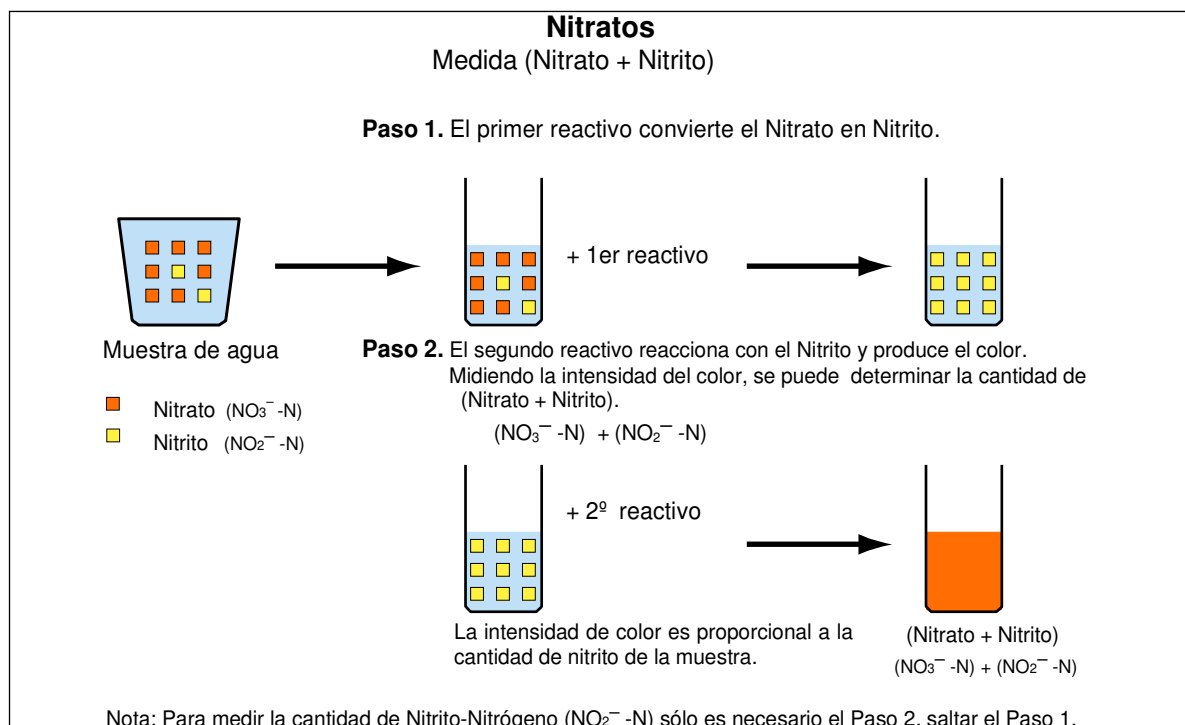 Nitratos
Medida (Nitrato + Nitrito)
Paso 1. El primer reactivo convierte el Nitrato en Nitrito.
+ 1er reactivo
Muestra de agua
Nitrato (NO₃⁻ -N)
Nitrito (NO₂⁻ -N)
Paso 2. El segundo reactivo reacciona con el Nitrito y produce el color.
Midiendo la intensidad del color, se puede determinar la cantidad de
(Nitrato + Nitrito).
(NO₃⁻ -N) + (NO₂⁻ -N)
+ 2º reactivo
La intensidad de color es proporcional a la
cantidad de nitrito de la muestra.
(Nitrato + Nitrito)
(NO₃⁻ -N) + (NO₂⁻ -N)
Nota: Para medir la cantidad de Nitrito-Nitrógeno (NO₂⁻ -N) sólo es necesario el Paso 2, saltar el Paso 1.